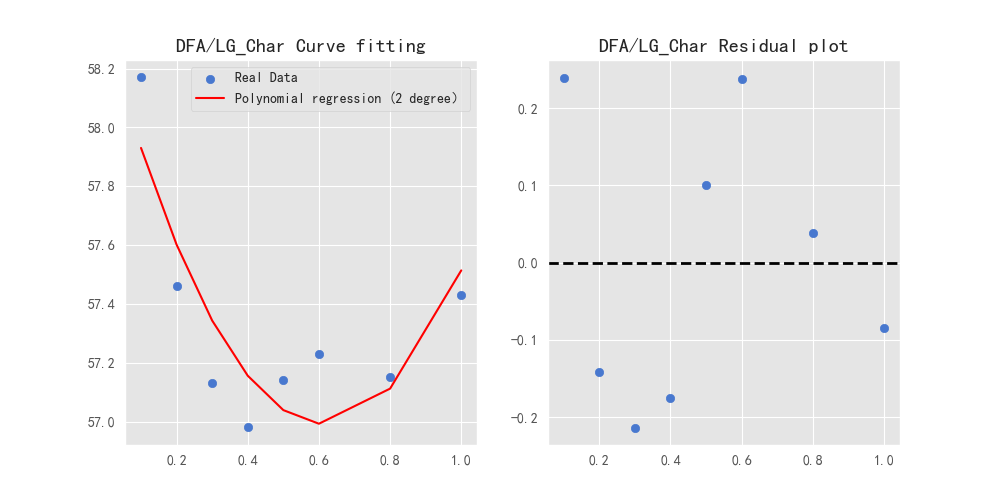 DFA/LG_Char Curve fitting
Real Data
Polynomial regression (2 degree)
58.2
58.0
57.8
57.6
57.4
57.2
57.0
0.2 0.4 0.6 0.8 1.0
DFA/LG_Char Residual plot
0.2
0.1
0.0
-0.1
-0.2
0.2 0.4 0.6 0.8 1.0